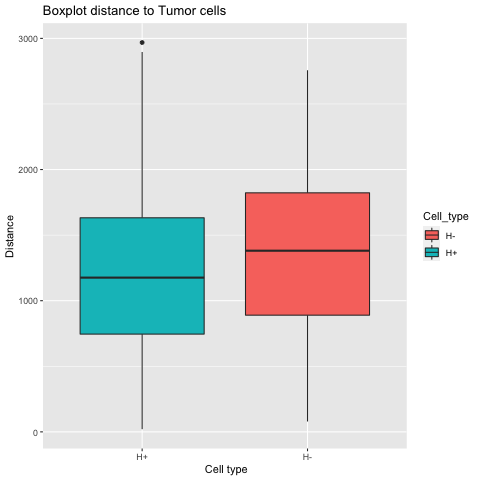 Boxplot distance to Tumor cells
3000
2000
1000
0
Distance
H+
H-
Cell type
Cell_type
H-
H+